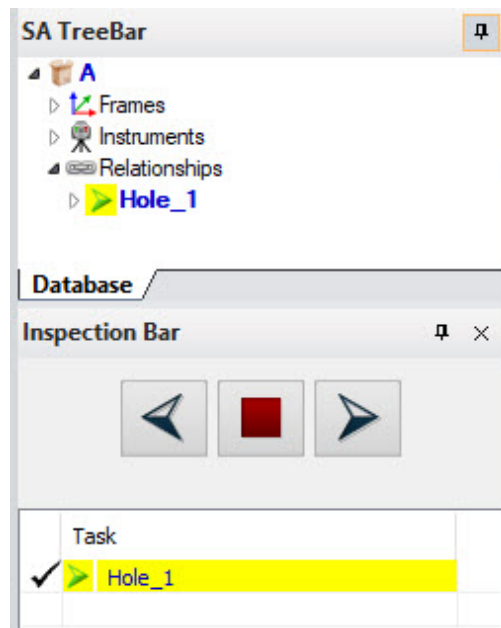 SA TreeBar
A
Frames
Instruments
Relationships
Hole_1
Database
Inspection Bar
Task
Hole_1